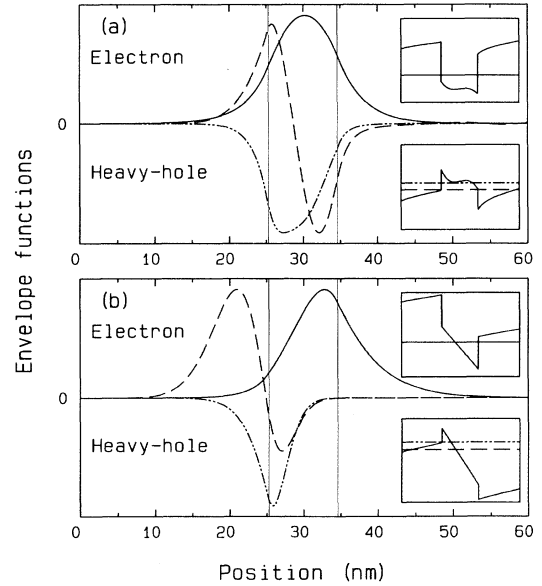 (a)
Electron
0
Heavy-hole
0 10 20 30 40 50 60
(b)
Electron
0
Heavy-hole
0 10 20 30 40 50 60
Envelope functions
Position (nm)